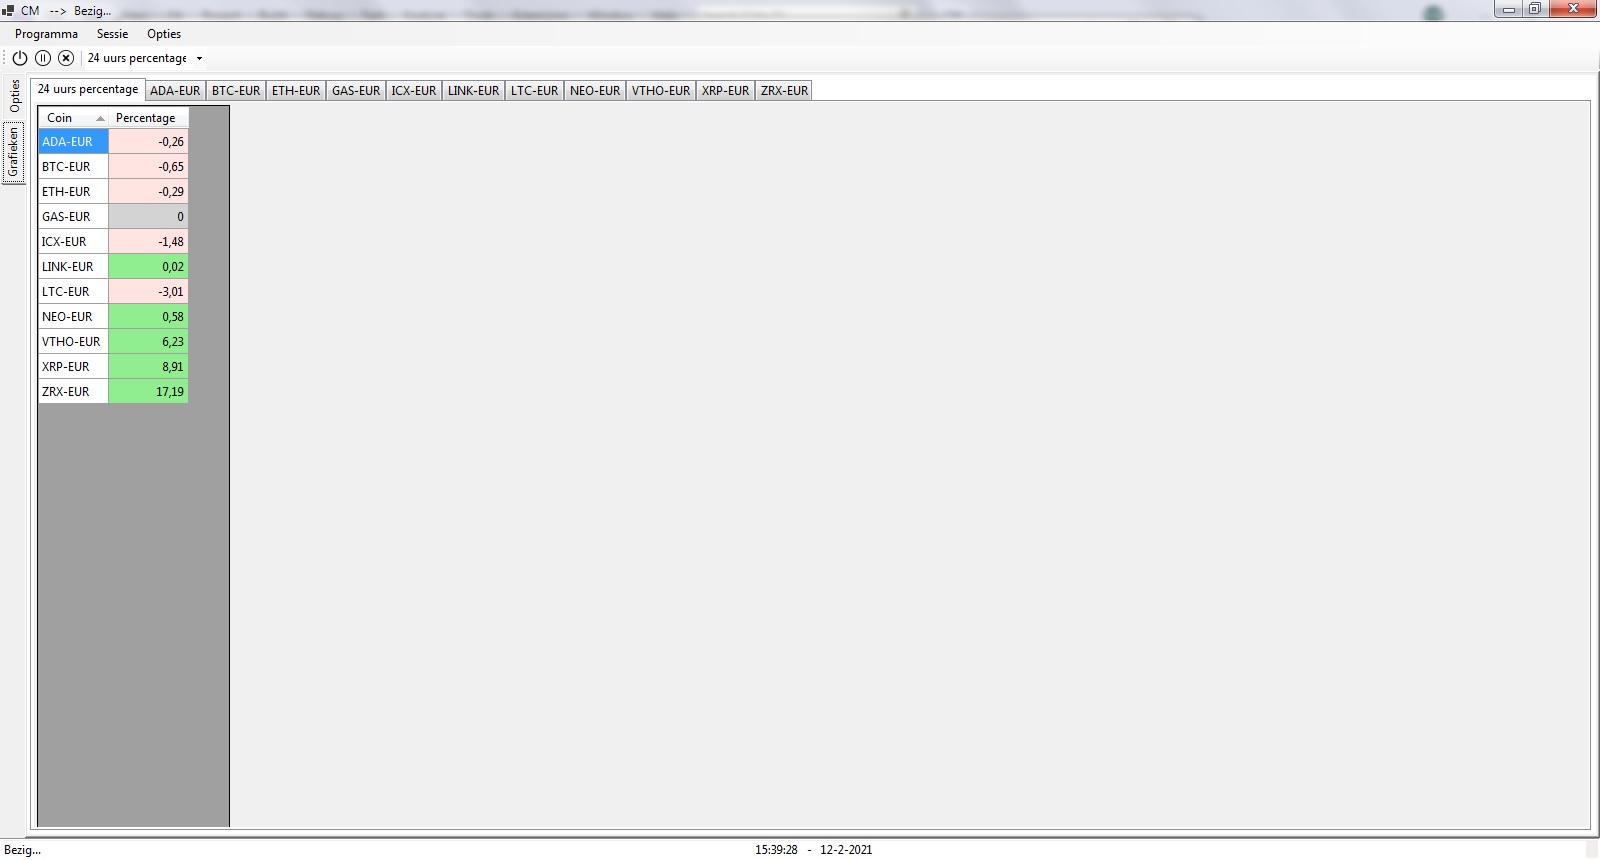 CM --> Bezig...
Programma Sessie Opties
24 uurs percentage
Opties
Grafieken
24 uurs percentage ADA-EUR BTC-EUR ETH-EUR GAS-EUR ICX-EUR LINK-EUR LTC-EUR NEO-EUR VTHO-EUR XRP-EUR ZRX-EUR
Coin Percentage
ADA-EUR -0,26
BTC-EUR -0,65
ETH-EUR -0,29
GAS-EUR 0
ICX-EUR -1,48
LINK-EUR 0,02
LTC-EUR -3,01
NEO-EUR 0,58
VTHO-EUR 6,23
XRP-EUR 8,91
ZRX-EUR 17,19
Bezig... 15:39:28 - 12-2-2021